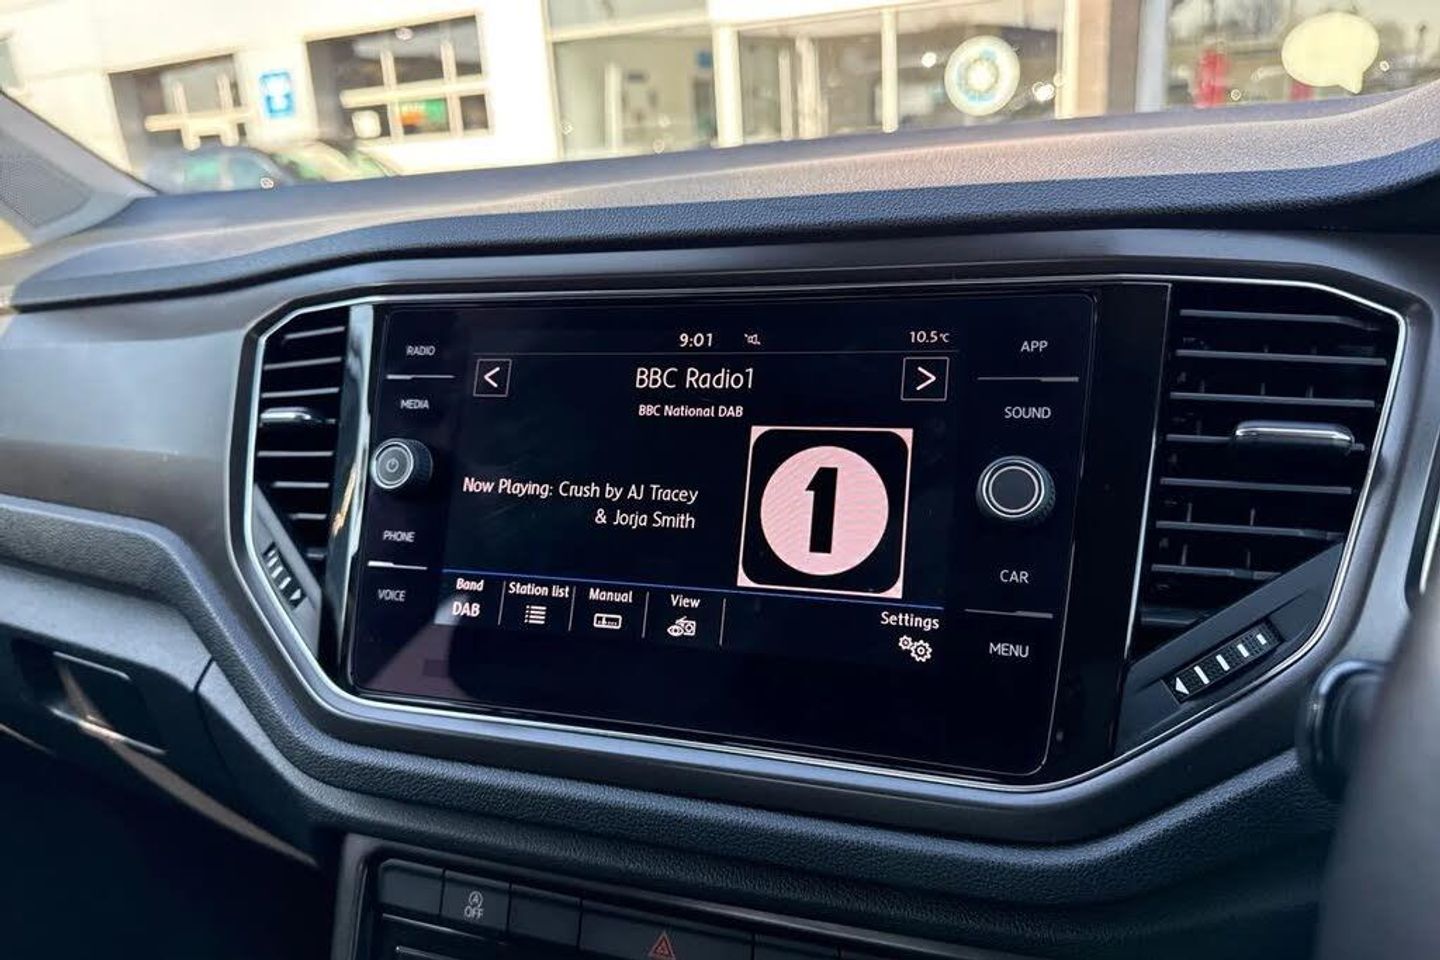 RADIO
MEDIA
PHONE
VOICE
9:01
10.5°C
BBC Radio1
BBC National DAB
Now Playing: Crush by AJ Tracey
& Jorja Smith
1
Band
DAB
Station list
Manual
View
Settings
APP
SOUND
CAR
MENU
A
OFF